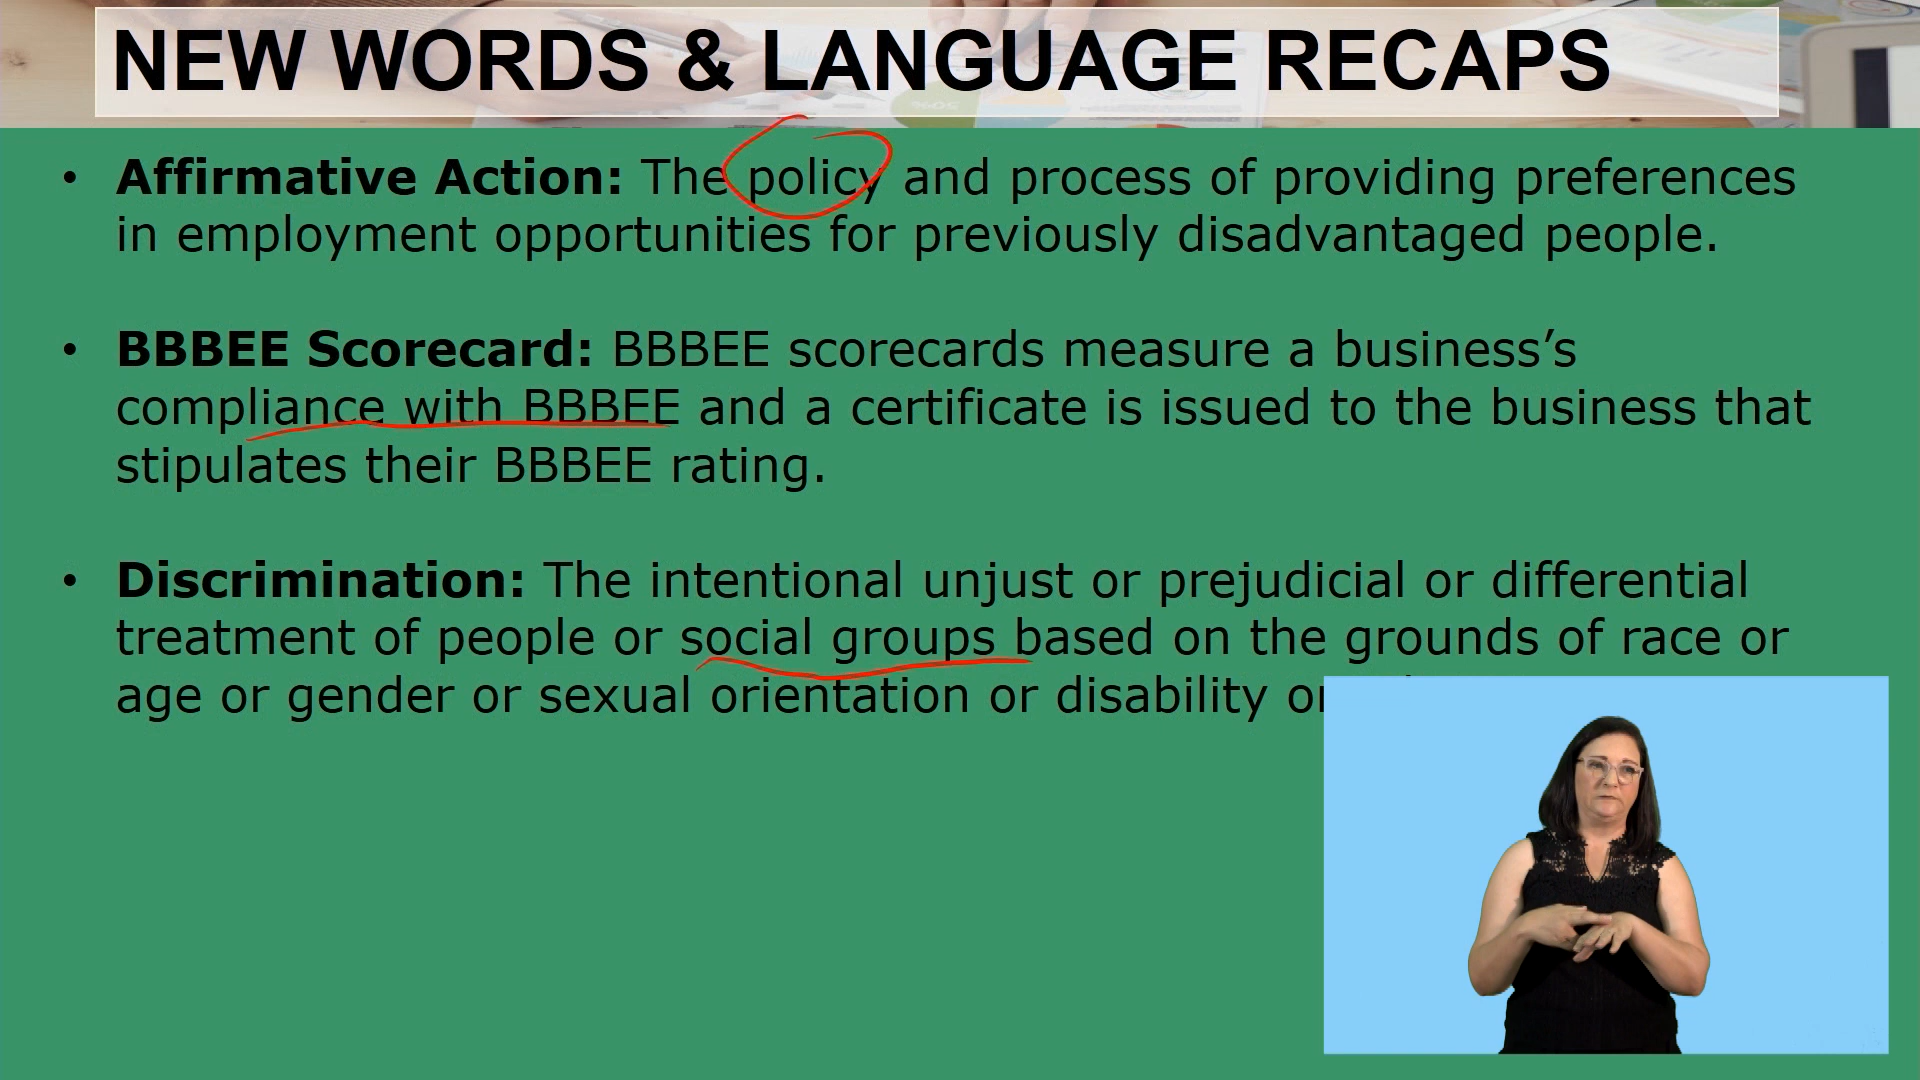 NEW WORDS & LANGUAGE RECAPS
• Affirmative Action: The policy and process of providing preferences
in employment opportunities for previously disadvantaged people.
• BBBEE Scorecard: BBBEE scorecards measure a business’s
compliance with BBBEE and a certificate is issued to the business that
stipulates their BBBEE rating.
• Discrimination: The intentional unjust or prejudicial or differential
treatment of people or social groups based on the grounds of race or
age or gender or sexual orientation or disability or